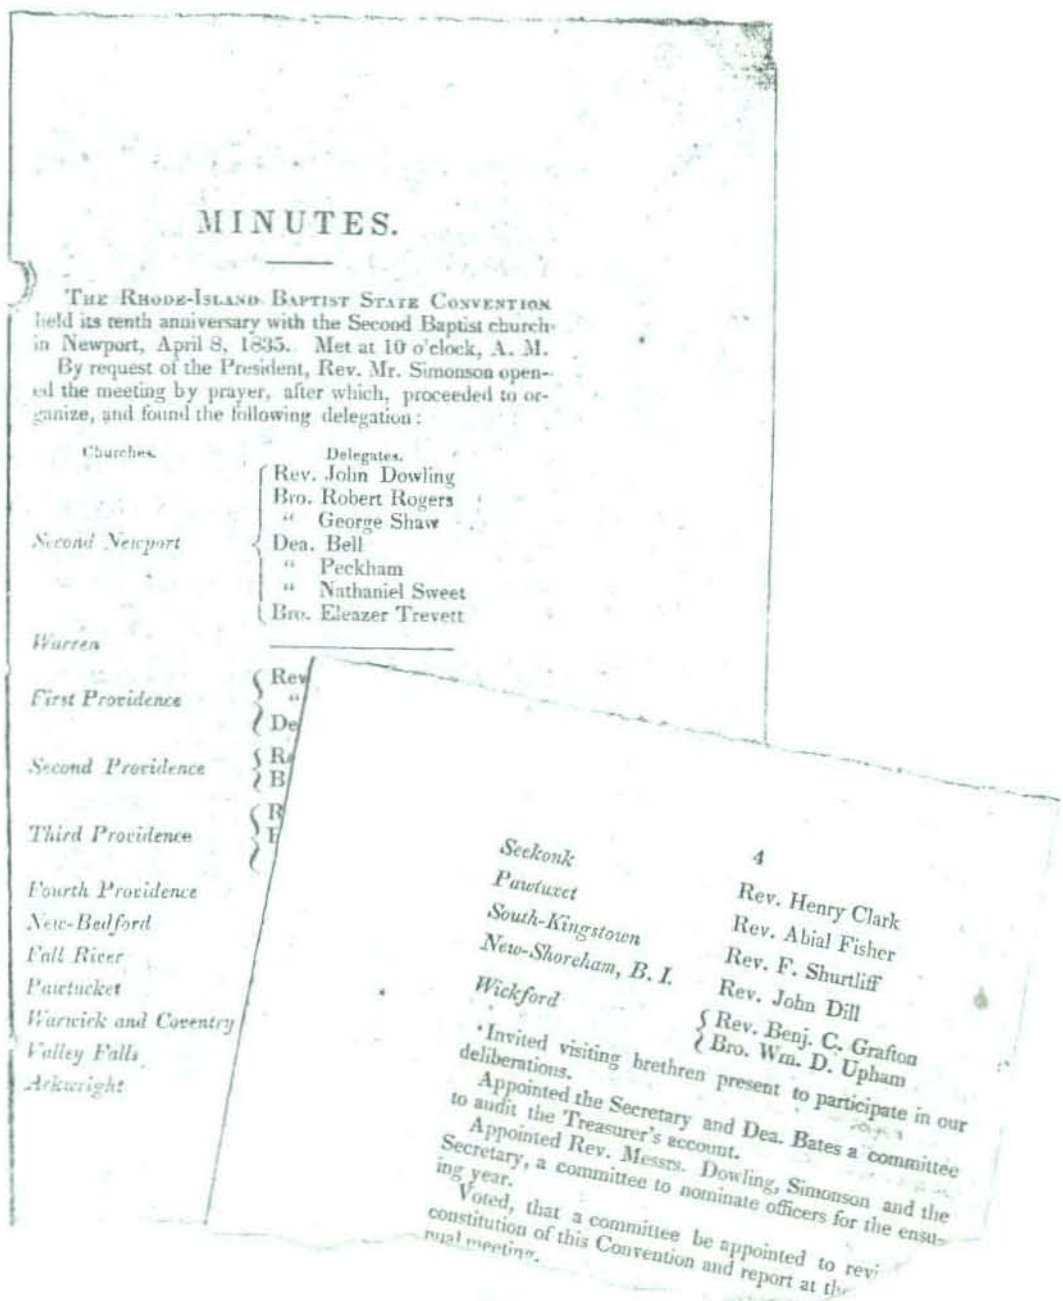 MINUTES.
THE RHODE-ISLAND BAPTIST STATE CONVENTION
held its tenth anniversary with the Second Baptist church
in Newport, April 8, 1835. Met at 10 o'clock, A. M.
By request of the President, Rev. Mr. Simonson open-
ed the meeting by prayer, after which, proceeded to or-
ganize, and found the following delegation:
Churches. Delegates.
Rev. John Dowling
Bro. Robert Rogers
" George Shaw
Second Newport Dea. Bell
" Peckham
" Nathaniel Sweet
Bro. Eleazer Trevett
Warren
Rev
First Providence "
De
Second Providence
B
Third Providence
Fourth Providence
New-Bedford
Fall River
Pawtucket
Warwick and Coventry
Valley Falls
Arkwright
4
Seekonk Rev. Henry Clark
Pawtuxet Rev. Abial Fisher
South-Kingstown Rev. F. Shurtliff
New-Shoreham, B. I. Rev. John Dill
Wickford Rev. Benj. C. Grafton
Bro. Wm. D. Upham
Invited visiting brethren present to participate in our
deliberations.
Appointed the Secretary and Dea. Bates a committee
to audit the Treasurer's account.
Appointed Rev. Messrs. Dowling, Simonson and the
Secretary, a committee to nominate officers for the ensu-
ing year.
Voted, that a committee be appointed to revi
constitution of this Convention and report at the
nual meeting.